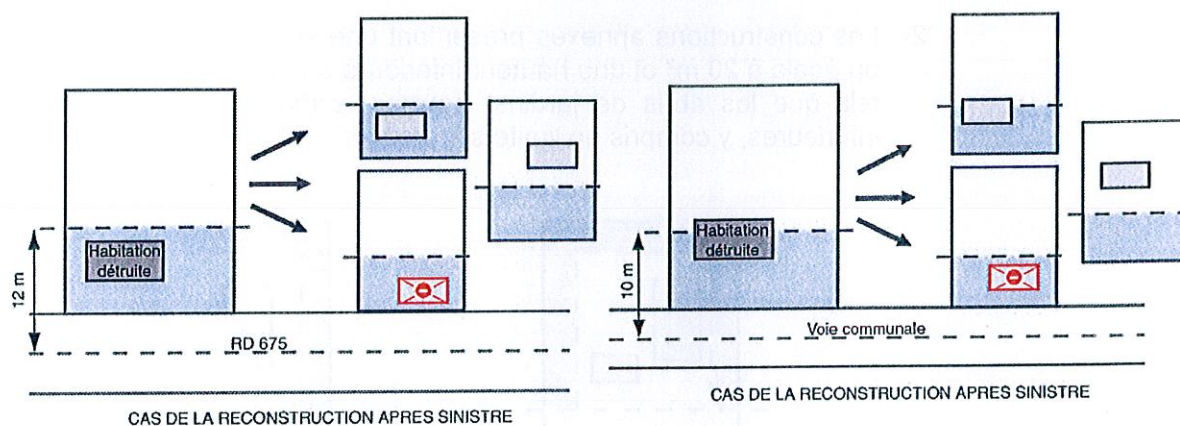 Habitation
détruite
12 m
RD 675
CAS DE LA RECONSTRUCTION APRES SINISTRE
Habitation
détruite
10 m
Voie communale
CAS DE LA RECONSTRUCTION APRES SINISTRE